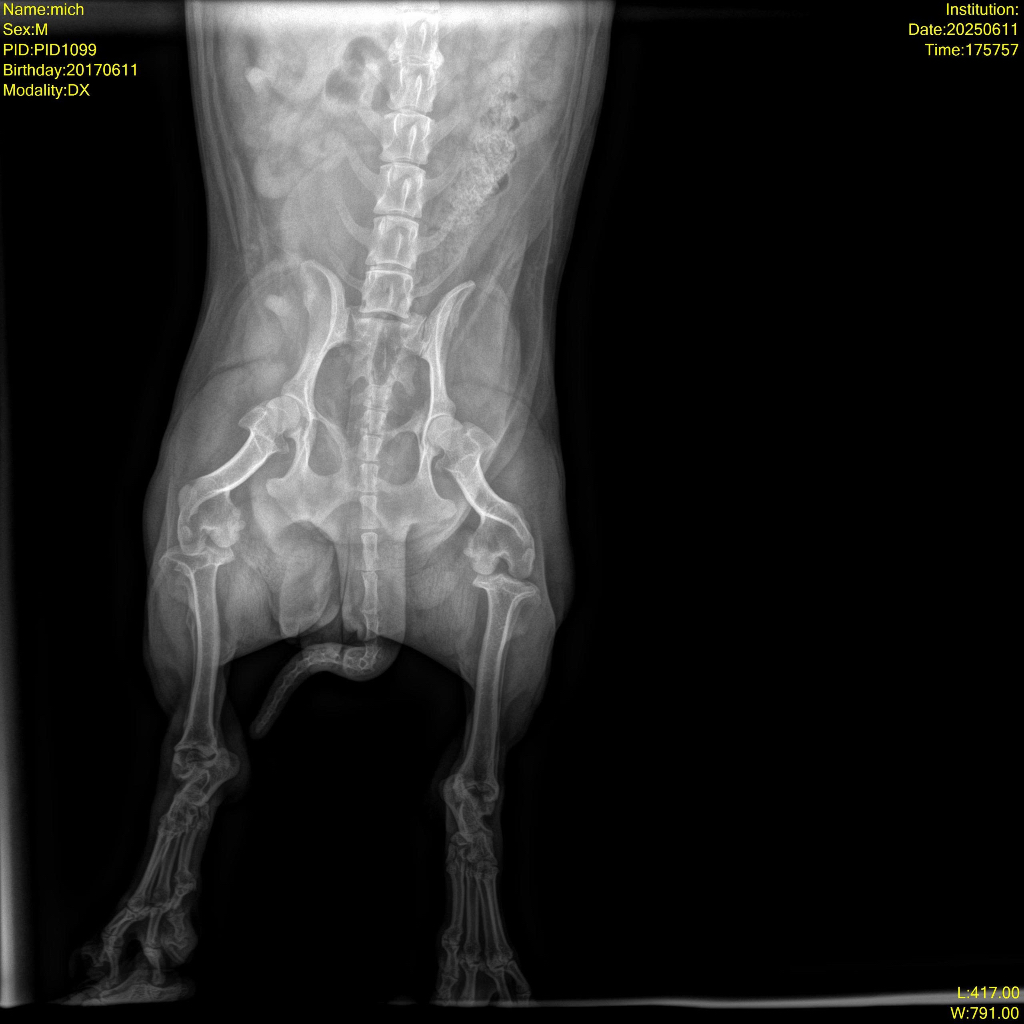 Name:mich
Sex:M
PID:PID1099
Birthday:20170611
Modality:DX
Institution:
Date:20250611
Time:175757
L:417.00
W:791.00